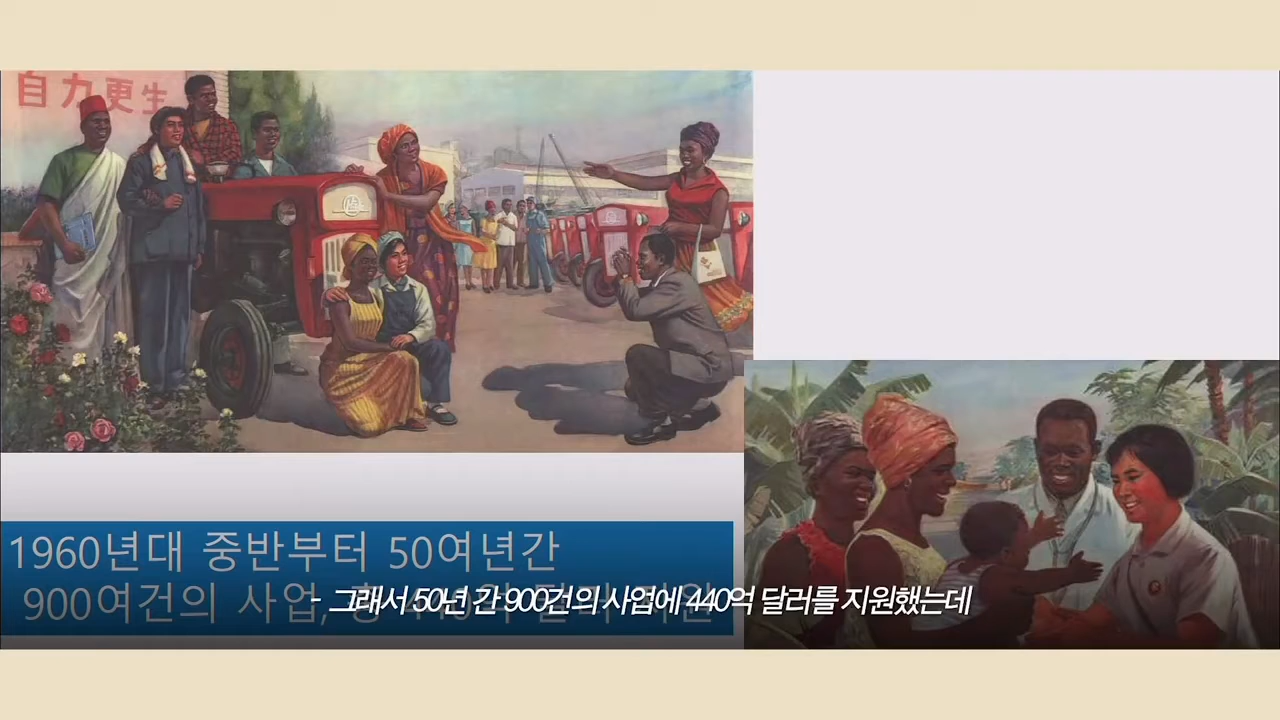 自力更生
1960년대 중반부터 50여년간
900여건의 사업,
- 그래서 50년 간 900건의 사업에 440억 달러를 지원했는데